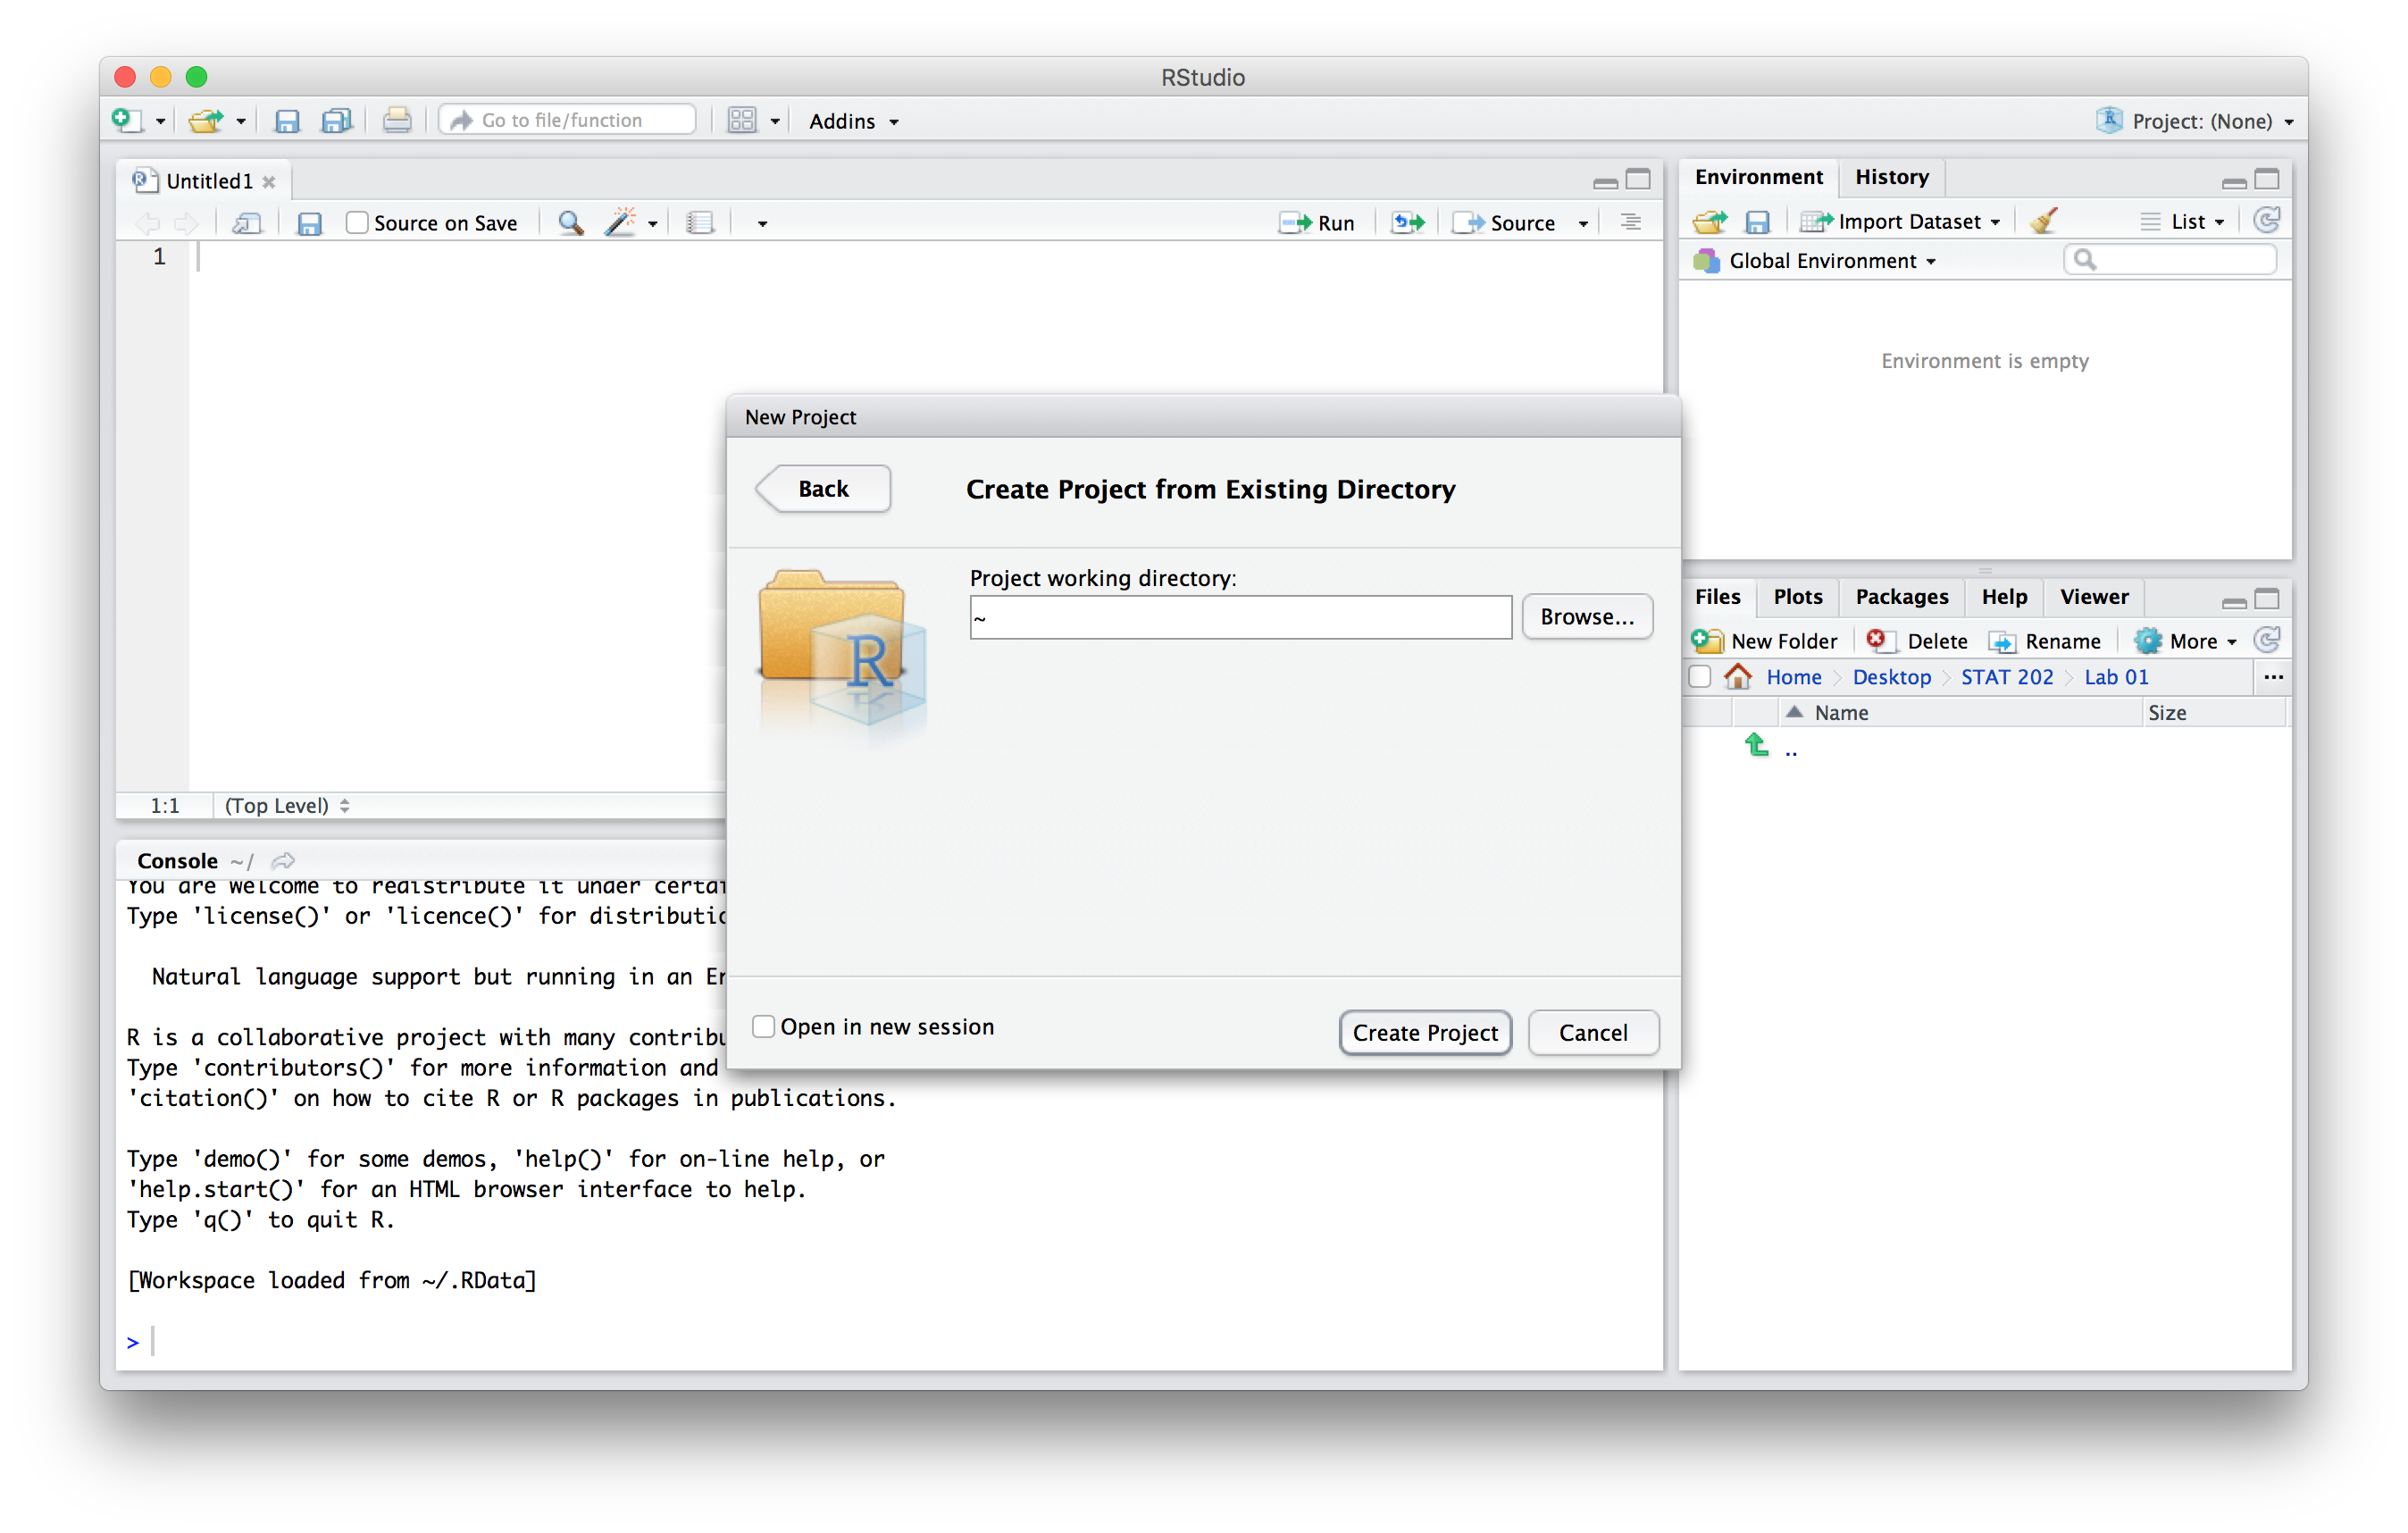 RStudio
Go to file/function
Addins
Project: (None)
Untitled1
Source on Save
Run
Source
1
1:1 (Top Level)
Console ~/
You are welcome to redistribute it under certai
Type 'license()' or 'licence()' for distributio
Natural language support but running in an En
R is a collaborative project with many contribu
Type 'contributors()' for more information and
'citation()' on how to cite R or R packages in publications.
Type 'demo()' for some demos, 'help()' for on-line help, or
'help.start()' for an HTML browser interface to help.
Type 'q()' to quit R.
[Workspace loaded from ~/.RData]
>
New Project
Back
Create Project from Existing Directory
R
Project working directory:
~
Browse...
Open in new session
Create Project
Cancel
Environment History
Import Dataset
List
Global Environment
Environment is empty
Files Plots Packages Help Viewer
New Folder Delete Rename More
Home Desktop STAT 202 Lab 01 ...
Name Size
..